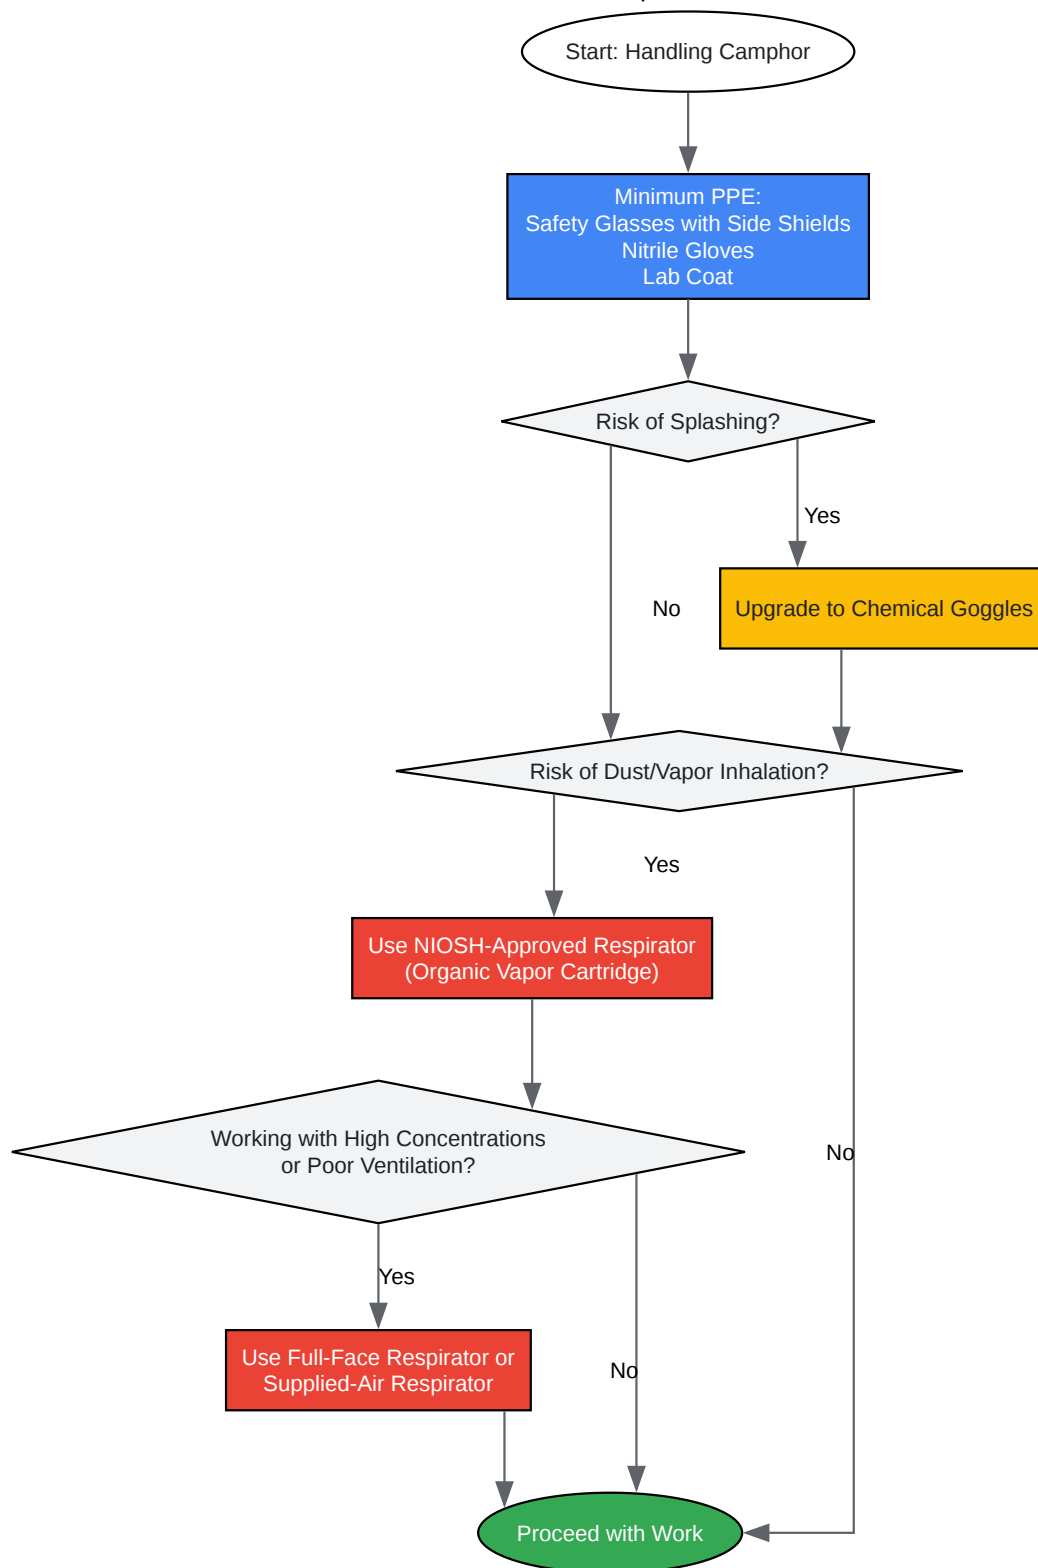 Start: Handling Camphor
Minimum PPE:
Safety Glasses with Side Shields
Nitrile Gloves
Lab Coat
Risk of Splashing?
Yes
No
Upgrade to Chemical Goggles
Risk of Dust/Vapor Inhalation?
Yes
Use NIOSH-Approved Respirator
(Organic Vapor Cartridge)
Working with High Concentrations
or Poor Ventilation?
No
Yes
Use Full-Face Respirator or
Supplied-Air Respirator
No
Proceed with Work